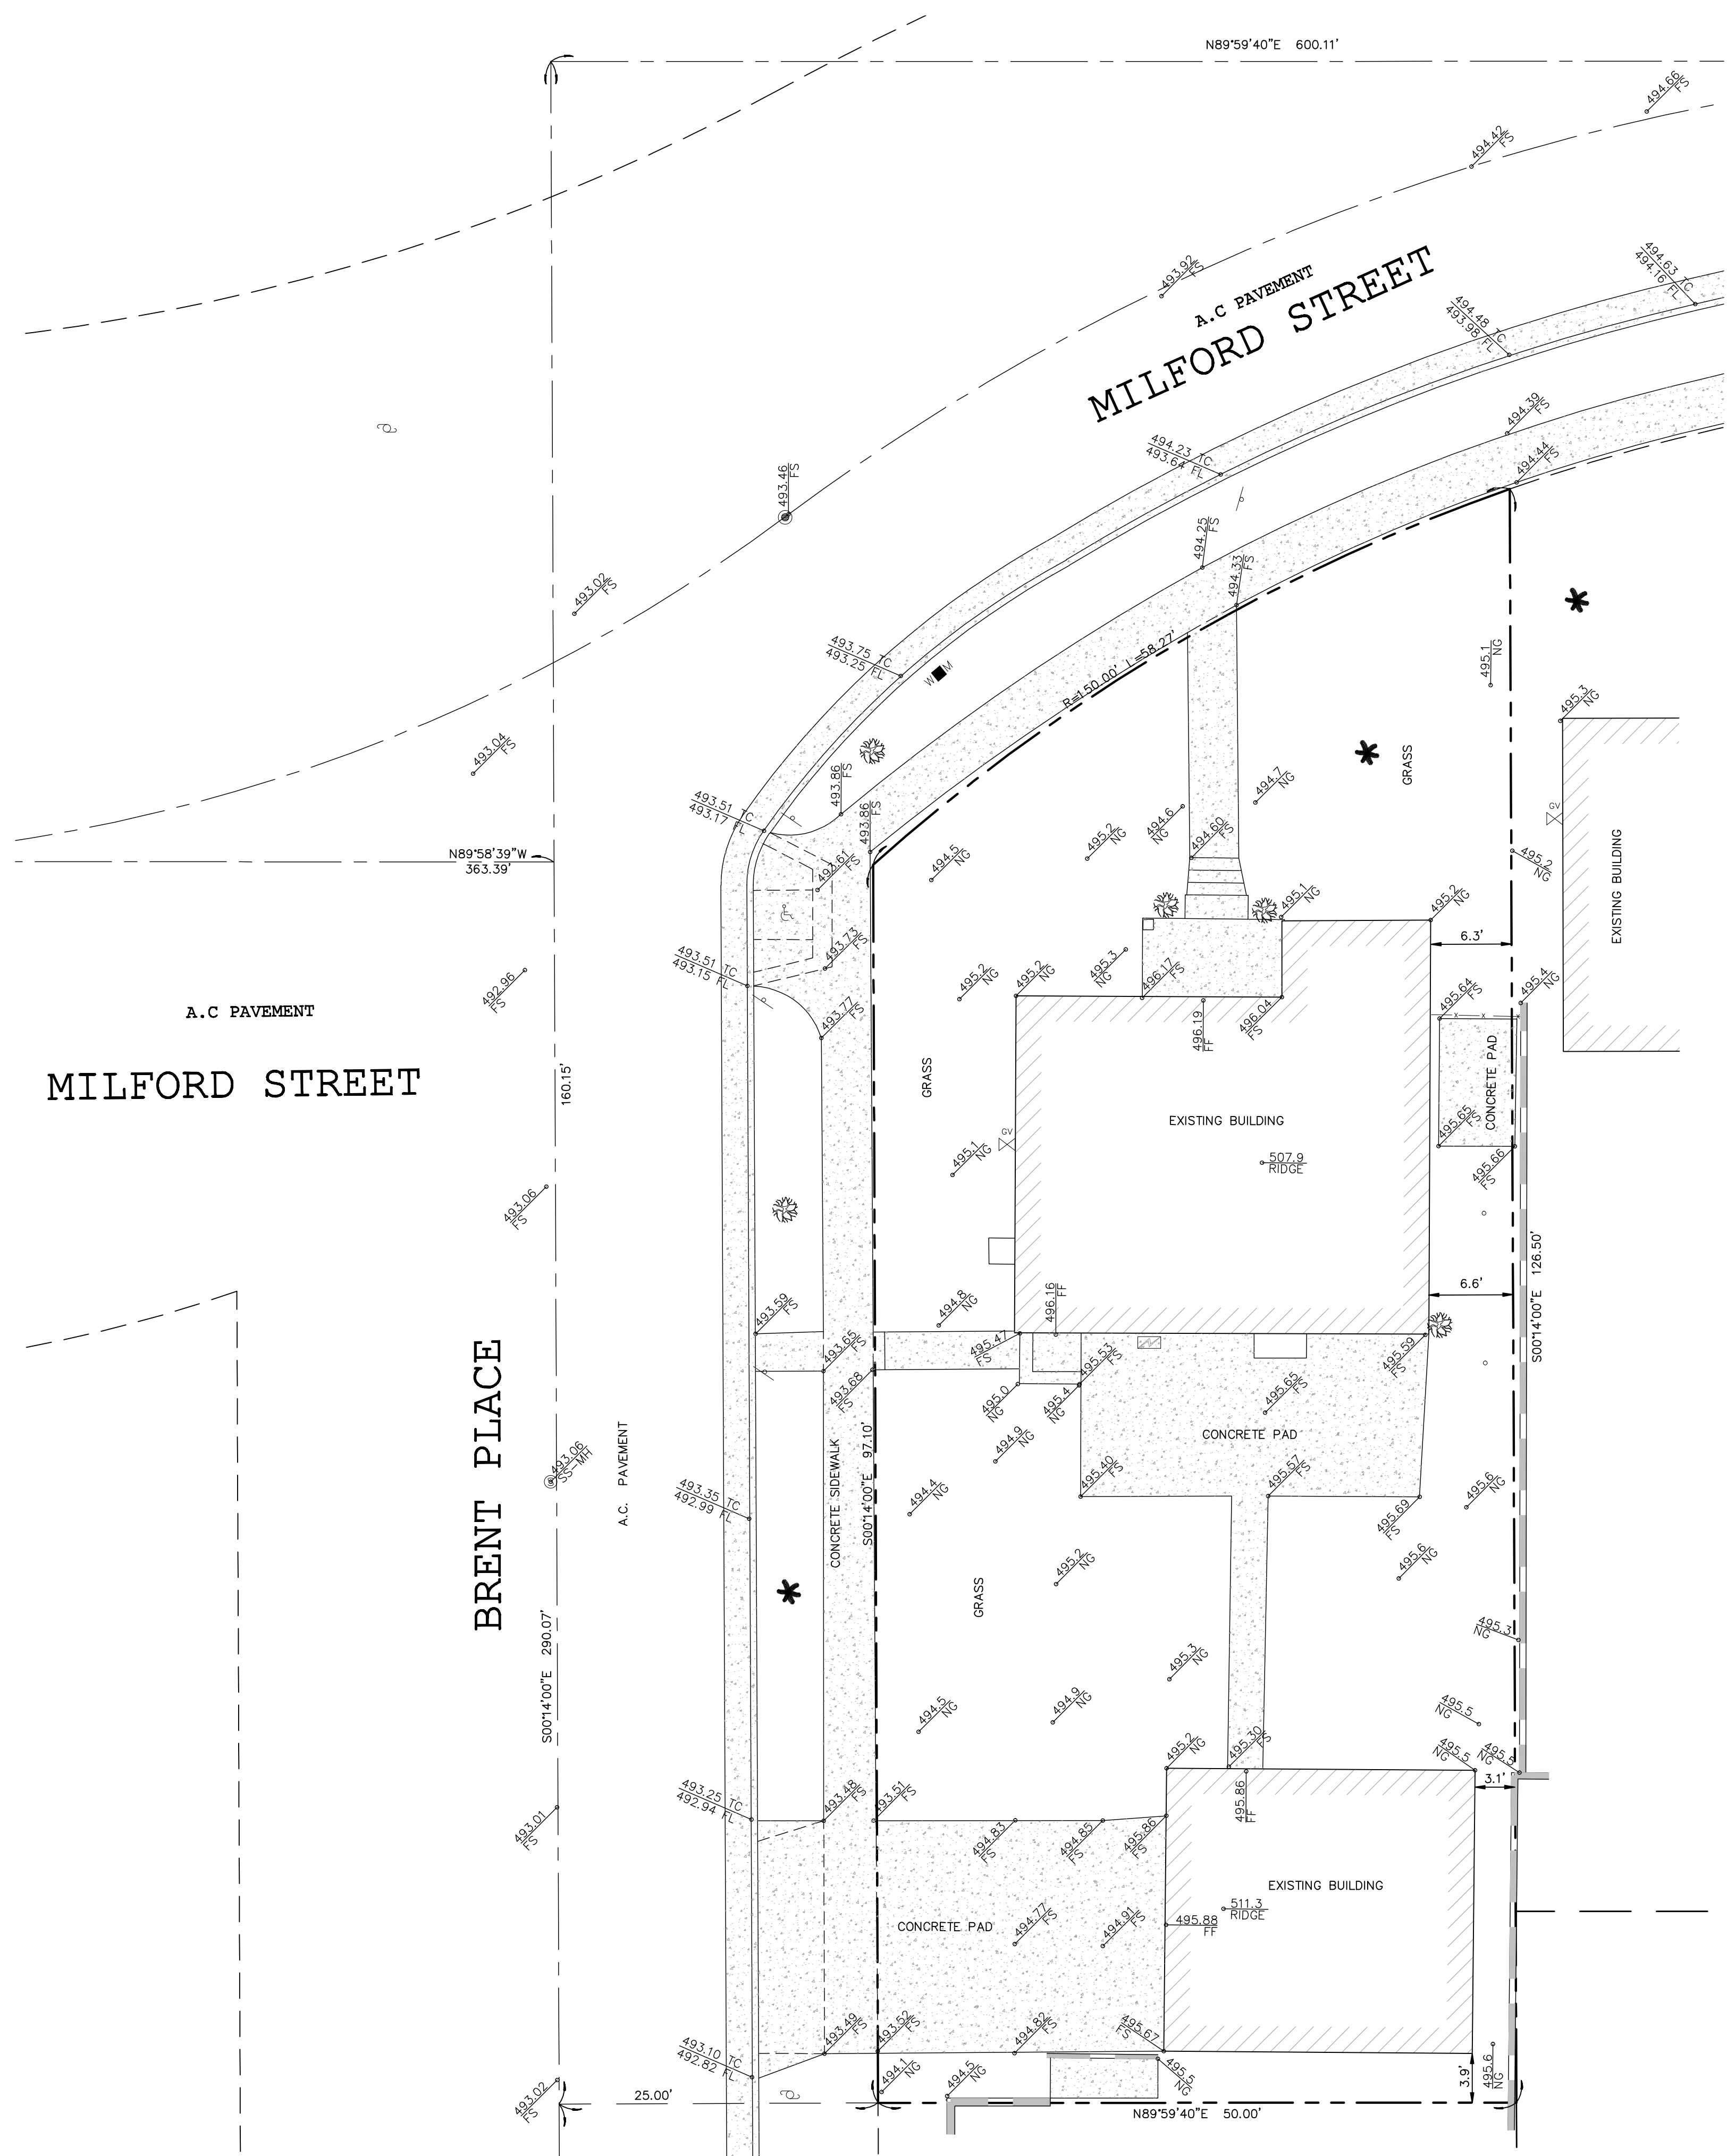 N89°59'40"E 600.11'
494.66
FS
494.42
FS
493.92
FS
A.C PAVEMENT
MILFORD STREET
494.63 TC
494.16 FL
494.48 TC
493.98 FL
494.39
FS
494.44
FS
494.23 TC
493.64 FL
493.46
FS
494.25
FS
494.33
FS
493.02
FS
R=150.00' L=58.27'
493.75 TC
493.25 FL
WM
495.1
NG
495.3
NG
493.04
FS
GRASS
493.86
FS
493.86
FS
493.51 TC
493.17 FL
494.7
NG
494.6
NG
494.60
FS
495.2
NG
494.5
NG
GV
495.2
NG
EXISTING BUILDING
N89°58'39"W
363.39'
493.61
FS
495.1
NG
495.2
NG
6.3'
493.73
FS
493.51 TC
493.15 FL
495.2
NG
495.2
NG
495.3
NG
496.17
FS
496.19
FF
496.04
FS
495.64
FS
495.4
NG
x x
492.96
FS
A.C PAVEMENT
MILFORD STREET
493.77
FS
160.15'
GRASS
CONCRETE PAD
EXISTING BUILDING
507.9
RIDGE
GV
495.1
NG
495.65
FS
495.66
FS
493.06
FS
S00°14'00"E 126.50'
6.6'
496.16
FF
494.8
NG
493.59
FS
493.65
FS
495.47
FS
495.53
FS
495.59
FS
493.68
FS
495.0
NG
495.4
NG
495.65
FS
BRENT PLACE
A.C. PAVEMENT
CONCRETE SIDEWALK
S00°14'00"E 97.10'
CONCRETE PAD
494.9
NG
493.06
SS-MH
S
495.40
FS
495.57
FS
495.69
FS
495.6
NG
493.35 TC
492.99 FL
494.4
NG
495.2
NG
495.6
NG
GRASS
S00°14'00"E 290.07'
495.3
NG
495.3
NG
494.5
NG
494.9
NG
495.5
NG
495.2
NG
495.30
FS
495.5
NG
495.5
NG
3.1'
493.25 TC
492.94 FL
493.48
FS
493.51
FS
495.86
FF
493.01
FS
494.83
FS
494.85
FS
495.86
FS
EXISTING BUILDING
511.3
RIDGE
495.88
FF
CONCRETE PAD
494.77
FS
494.91
FS
493.49
FS
493.52
FS
494.82
FS
495.67
FS
493.10 TC
492.82 FL
494.1
NG
494.5
NG
495.5
NG
3.9'
495.6
NG
493.02
FS
25.00'
N89°59'40"E 50.00'